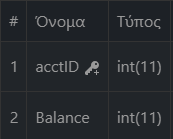 # Όνομα Τύπος
1 acctID int(11)
2 Balance int(11)